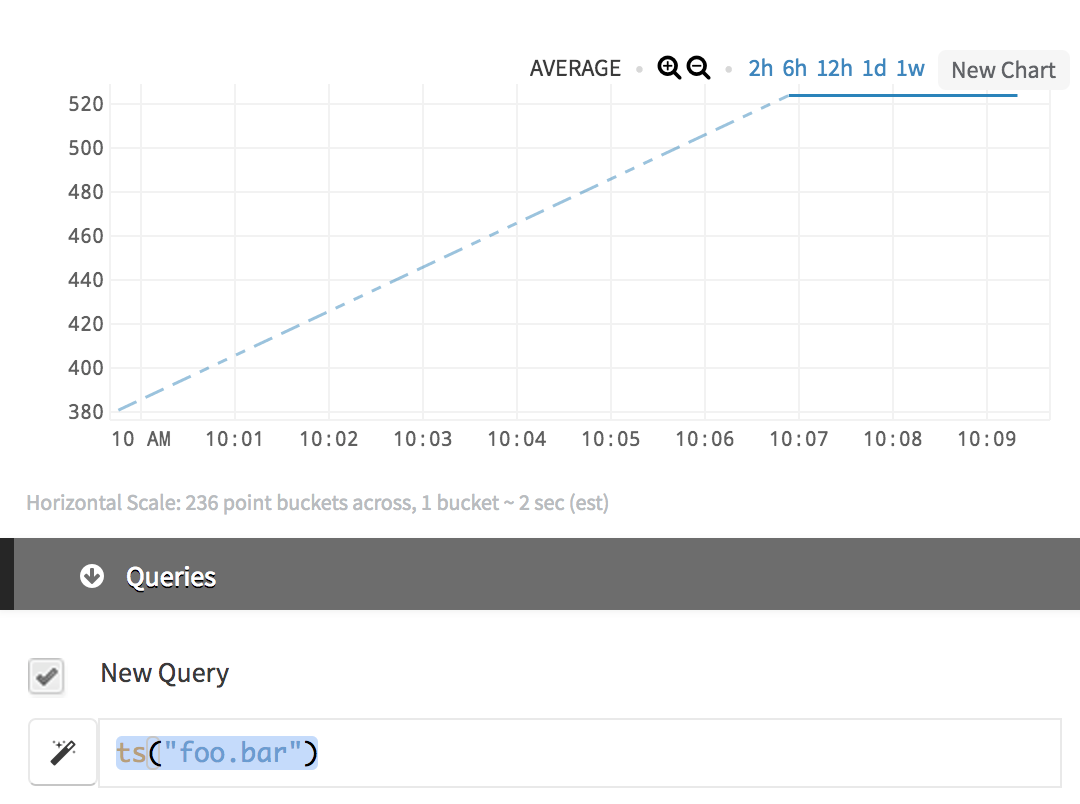 AVERAGE • • 2h 6h 12h 1d 1w New Chart
520
500
480
460
440
420
400
380
10 AM 10:01 10:02 10:03 10:04 10:05 10:06 10:07 10:08 10:09
Horizontal Scale: 236 point buckets across, 1 bucket ~ 2 sec (est)
Queries
New Query
ts("foo.bar")